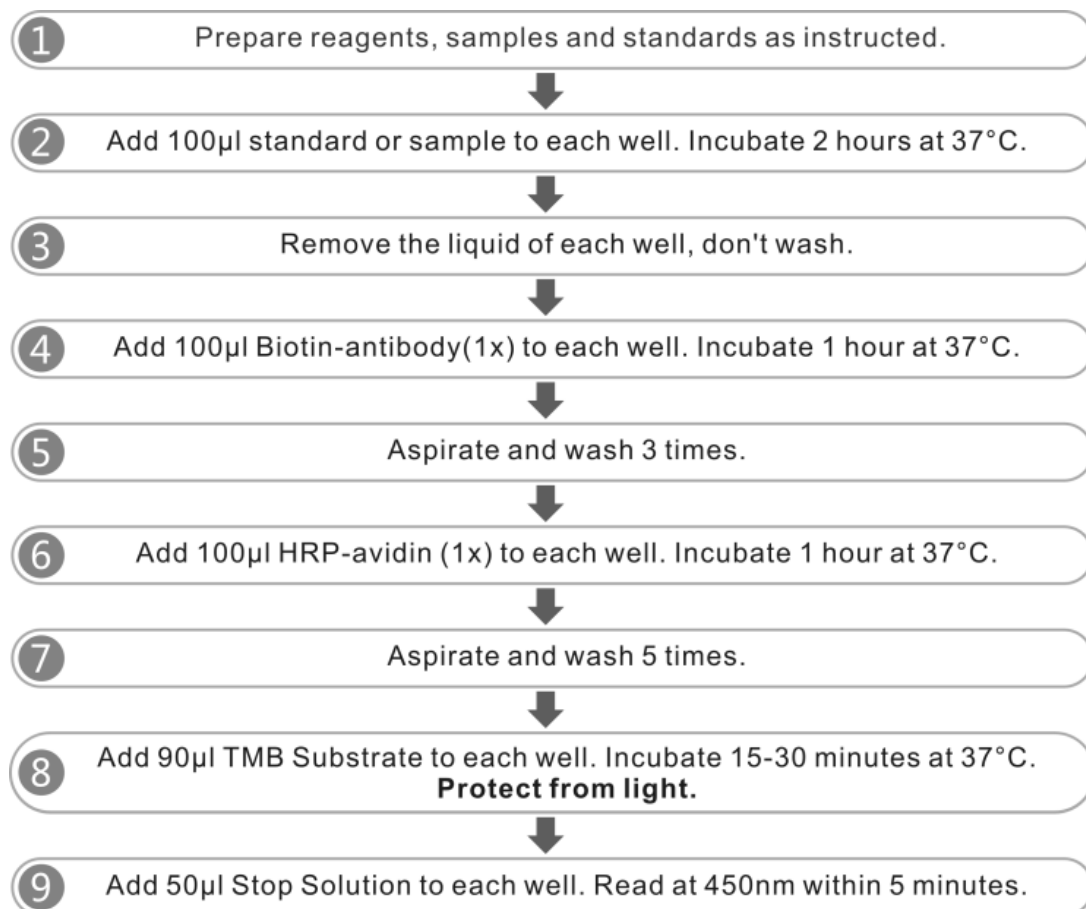 1 Prepare reagents, samples and standards as instructed.
2 Add 100µl standard or sample to each well. Incubate 2 hours at 37°C.
3 Remove the liquid of each well, don't wash.
4 Add 100µl Biotin-antibody(1x) to each well. Incubate 1 hour at 37°C.
5 Aspirate and wash 3 times.
6 Add 100µl HRP-avidin (1x) to each well. Incubate 1 hour at 37°C.
7 Aspirate and wash 5 times.
8 Add 90µl TMB Substrate to each well. Incubate 15-30 minutes at 37°C.
Protect from light.
9 Add 50µl Stop Solution to each well. Read at 450nm within 5 minutes.